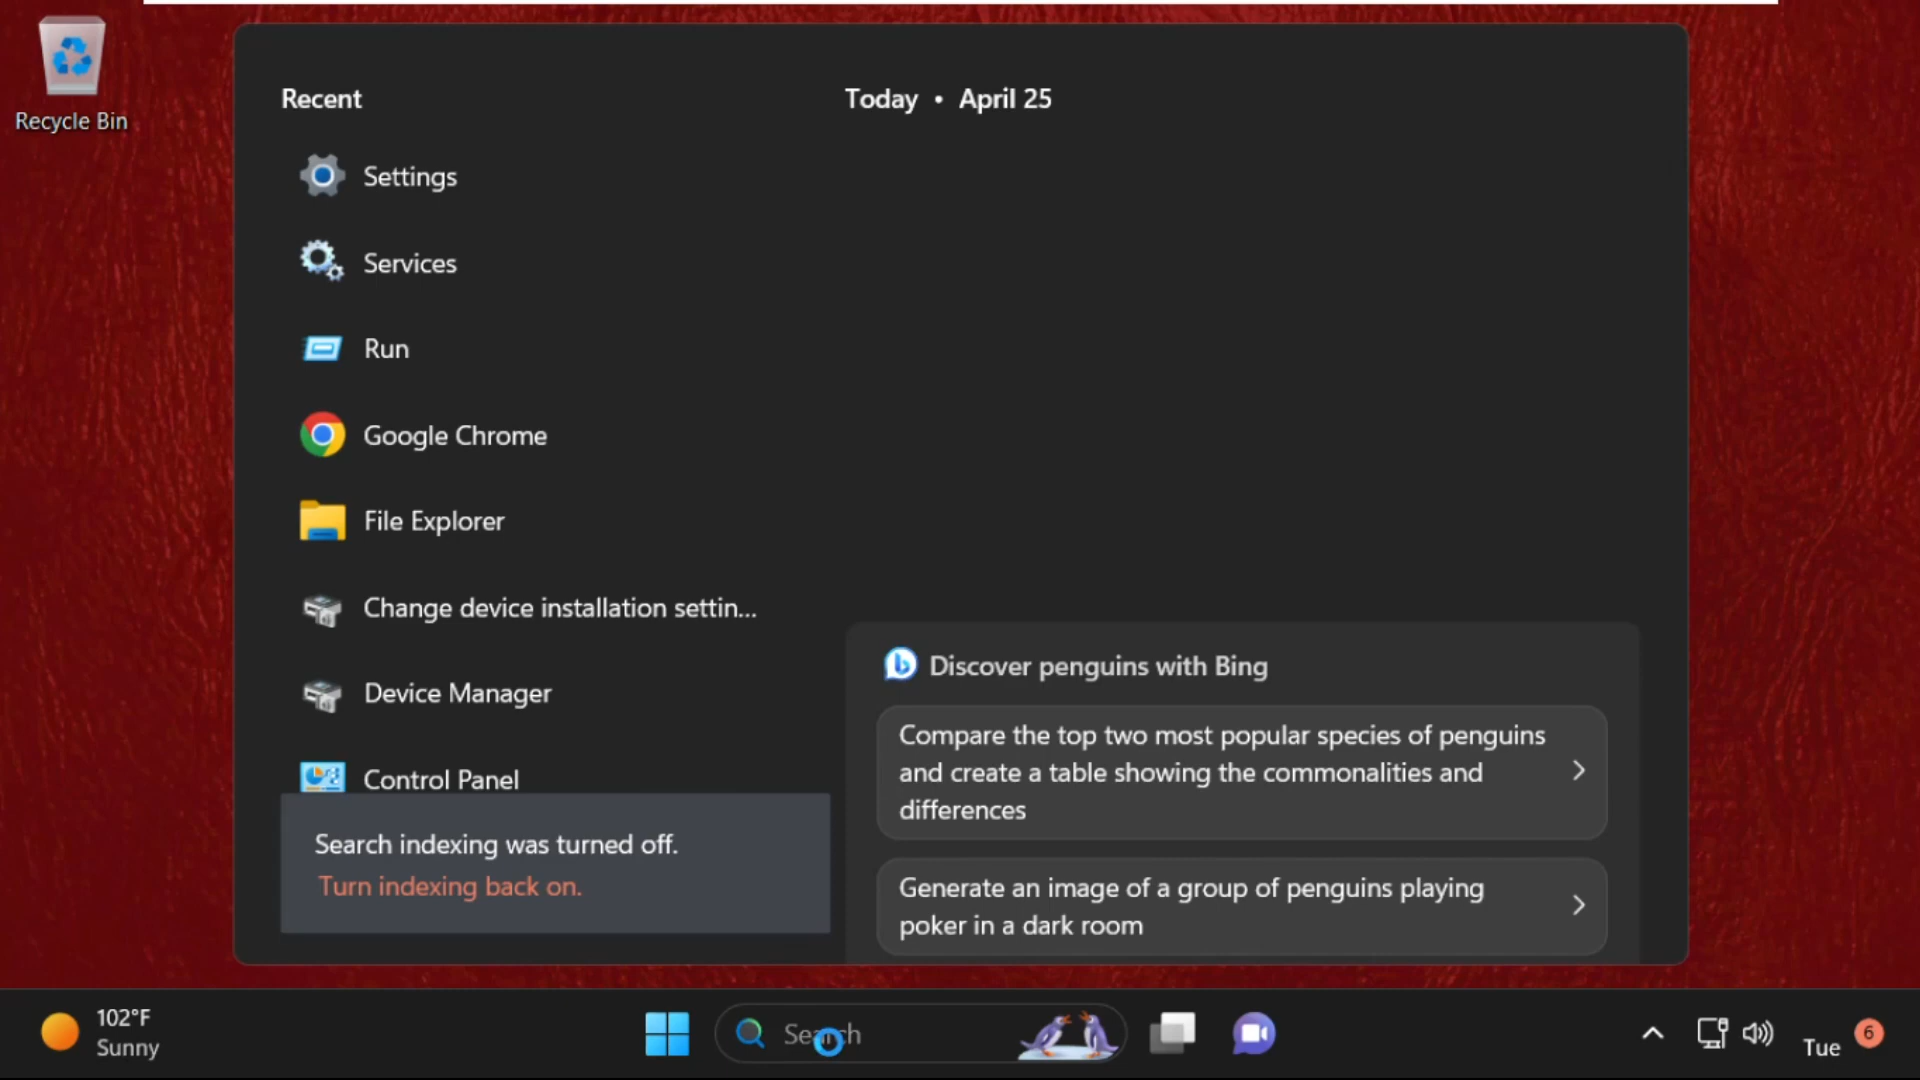 Recycle Bin
Recent
Settings
Services
Run
Google Chrome
File Explorer
Change device installation settin...
Device Manager
Control Panel
Search indexing was turned off.
Turn indexing back on.
Today • April 25
Discover penguins with Bing
Compare the top two most popular species of penguins
and create a table showing the commonalities and
differences
Generate an image of a group of penguins playing
poker in a dark room
102°F
Sunny
Search
Tue
6